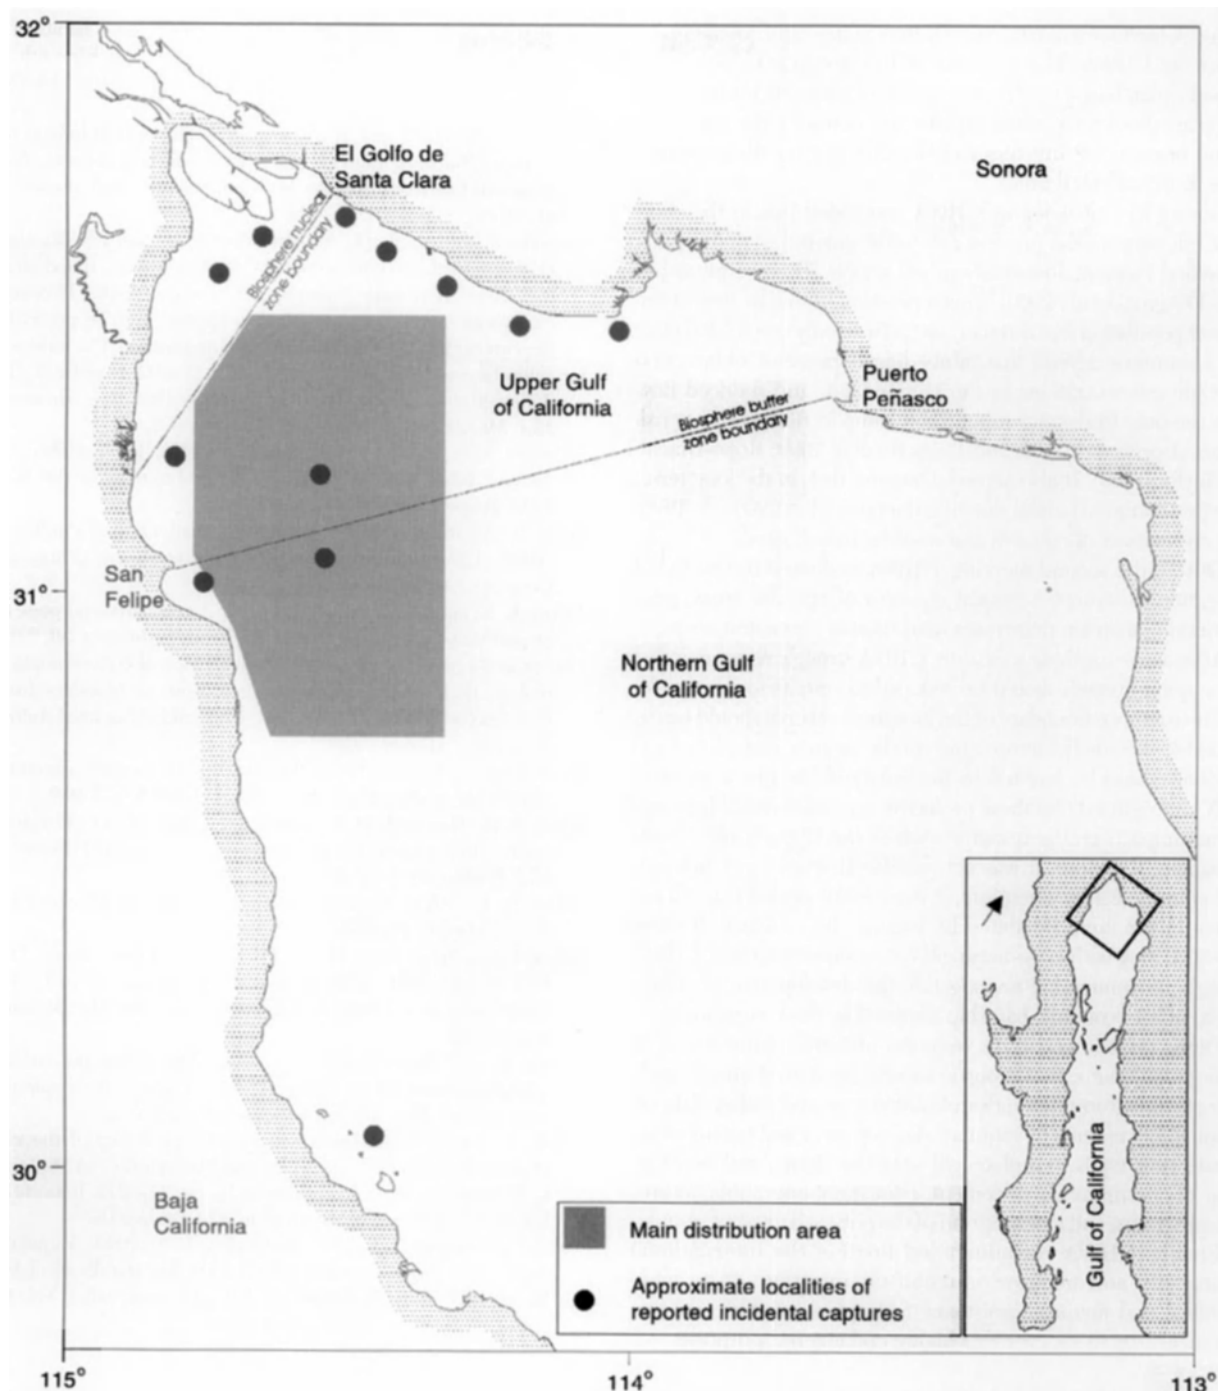 32°
El Golfo de
Santa Clara
Sonora
Biosphere nuclear
zone boundary
Upper Gulf
of California
Puerto
Peñasco
Biosphere buffer
zone boundary
San
Felipe
31°
Northern Gulf
of California
30°
Baja
California
Gulf of California
Main distribution area
Approximate localities of
reported incidental captures
115°
114°
113°